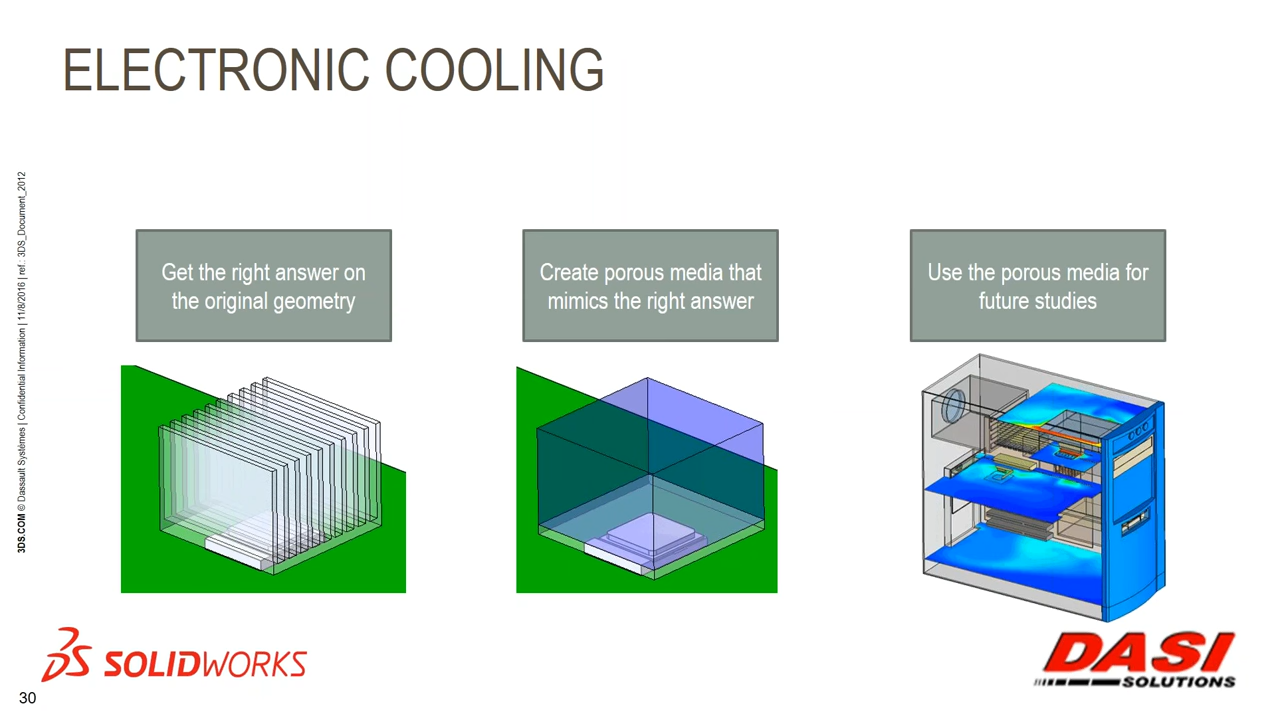 ELECTRONIC COOLING
3DS.COM © Dassault Systèmes | Confidential Information | 11/8/2016 | ref.: 3DS_Document_2012
Get the right answer on
the original geometry
Create porous media that
mimics the right answer
Use the porous media for
future studies
3DS SOLIDWORKS
DASI
SOLUTIONS
30